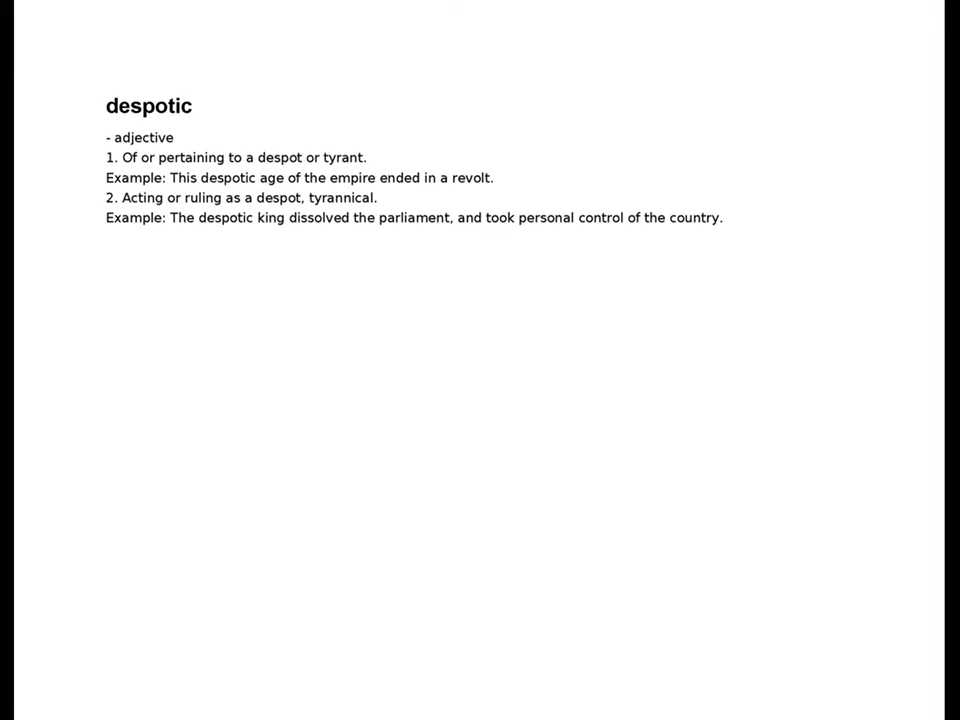 despotic
- adjective
1. Of or pertaining to a despot or tyrant.
Example: This despotic age of the empire ended in a revolt.
2. Acting or ruling as a despot, tyrannical.
Example: The despotic king dissolved the parliament, and took personal control of the country.